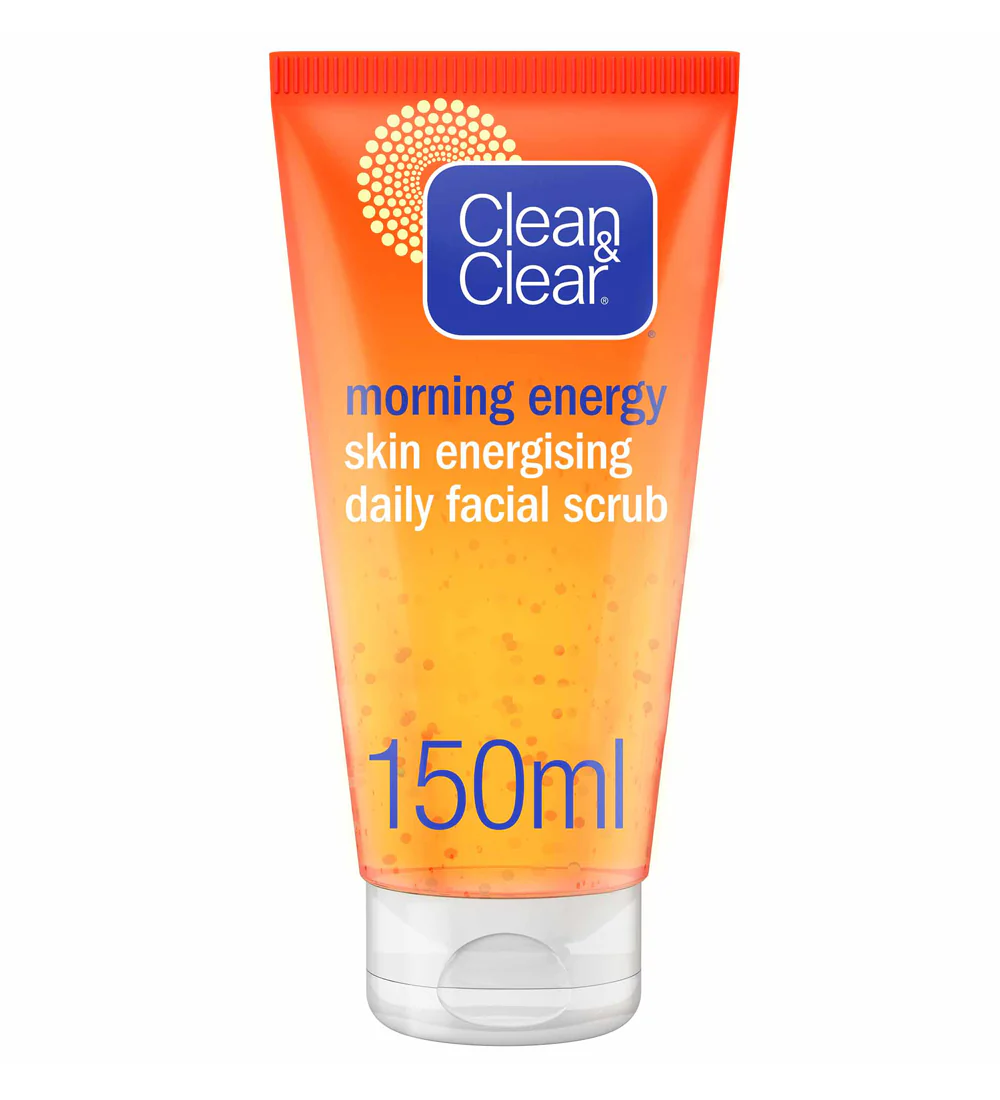 Clean
&
Clear®
®
morning energy
skin energising
daily facial scrub
150ml